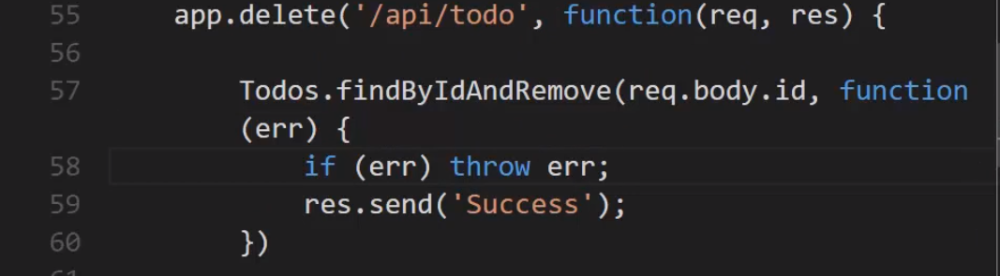 55 app.delete('/api/todo', function(req, res) {
56
57 Todos.findByIdAndRemove(req.body.id, function
(err) {
58 if (err) throw err;
59 res.send('Success');
60 })